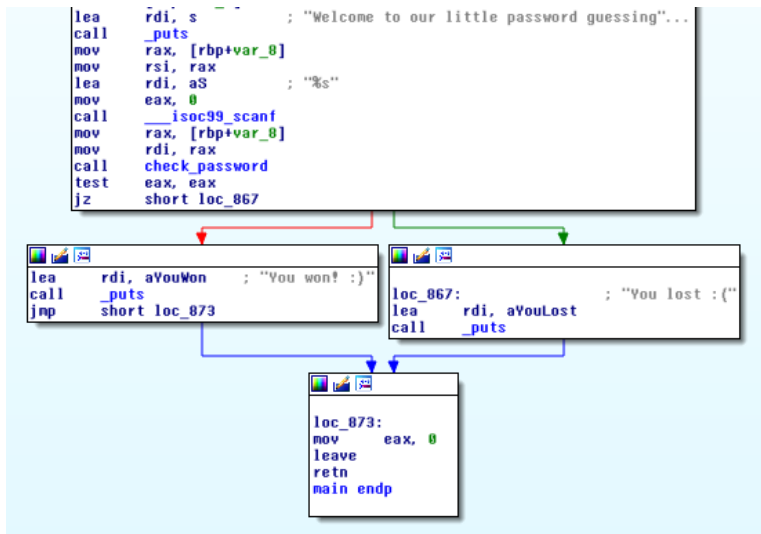 lea rdi, s ; "Welcome to our little password guessing"...
call _puts
mov rax, [rbp+var_8]
mov rsi, rax
lea rdi, aS ; "%s"
mov eax, 0
call ___isoc99_scanf
mov rax, [rbp+var_8]
mov rdi, rax
call check_password
test eax, eax
jz short loc_867
lea rdi, aYouWon ; "You won! :)"
call _puts
jmp short loc_873
loc_867: ; "You lost :("
lea rdi, aYouLost
call _puts
loc_873:
mov eax, 0
leave
retn
main endp